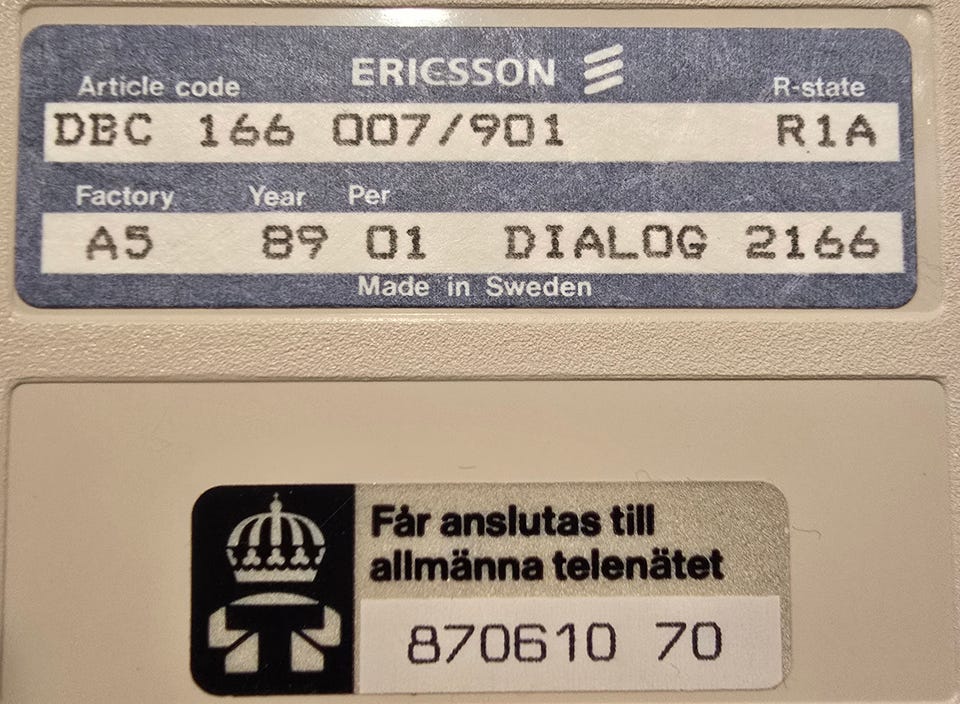 ERICSSON
Article code R-state
DBC 166 007/901 R1A
Factory Year Per
A5 89 01 DIALOG 2166
Made in Sweden
Får anslutas till
allmänna telenätet
870610 70